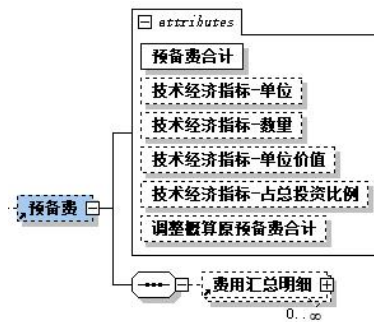 attributes
预备费合计
技术经济指标-单位
技术经济指标-数量
技术经济指标-单位价值
技术经济指标-占总投资比例
调整概算原预备费合计
预备费
费用汇总明细
0..∞